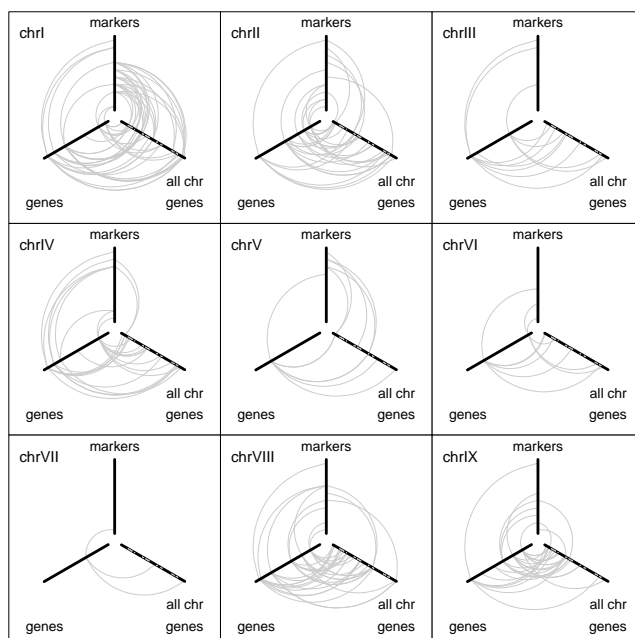 chrI
markers
genes
all chr
genes
chrII
markers
genes
all chr
genes
chrIII
markers
genes
all chr
genes
chrIV
markers
genes
all chr
genes
chrV
markers
genes
all chr
genes
chrVI
markers
genes
all chr
genes
chrVII
markers
genes
all chr
genes
chrVIII
markers
genes
all chr
genes
chrIX
markers
genes
all chr
genes